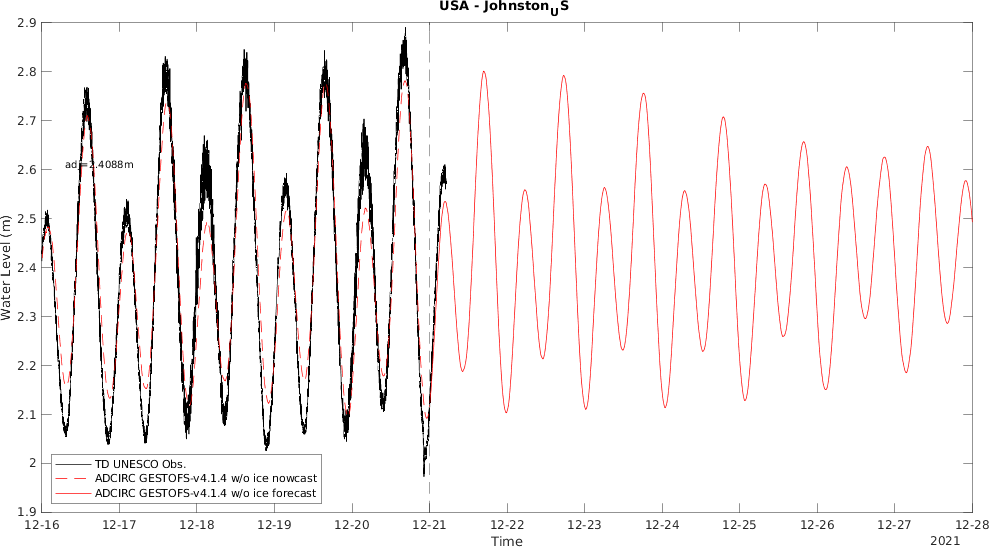 USA - Johnston_US
2.9
2.8
2.7
2.6
2.5
2.4
2.3
2.2
2.1
2
1.9
Water Level (m)
adj=2.4088m
TD UNESCO Obs.
ADCIRC GESTOFS-v4.1.4 w/o ice nowcast
ADCIRC GESTOFS-v4.1.4 w/o ice forecast
12-16 12-17 12-18 12-19 12-20 12-21 12-22 12-23 12-24 12-25 12-26 12-27 12-28
Time
2021